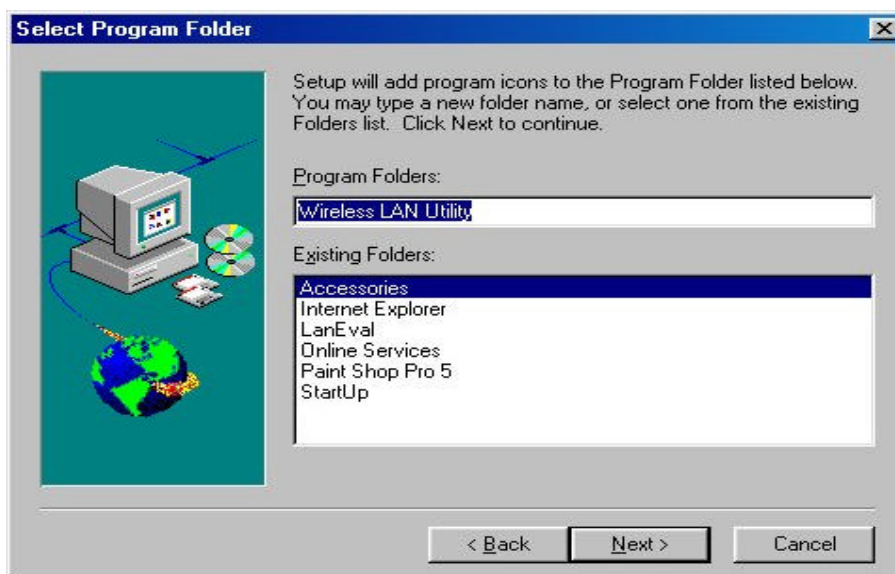 Select Program Folder
Setup will add program icons to the Program Folder listed below.
You may type a new folder name, or select one from the existing
Folders list.  Click Next to continue.
Program Folders:
Wireless LAN Utility
Existing Folders:
Accessories
Internet Explorer
LanEval
Online Services
Paint Shop Pro 5
StartUp
< Back
Next >
Cancel